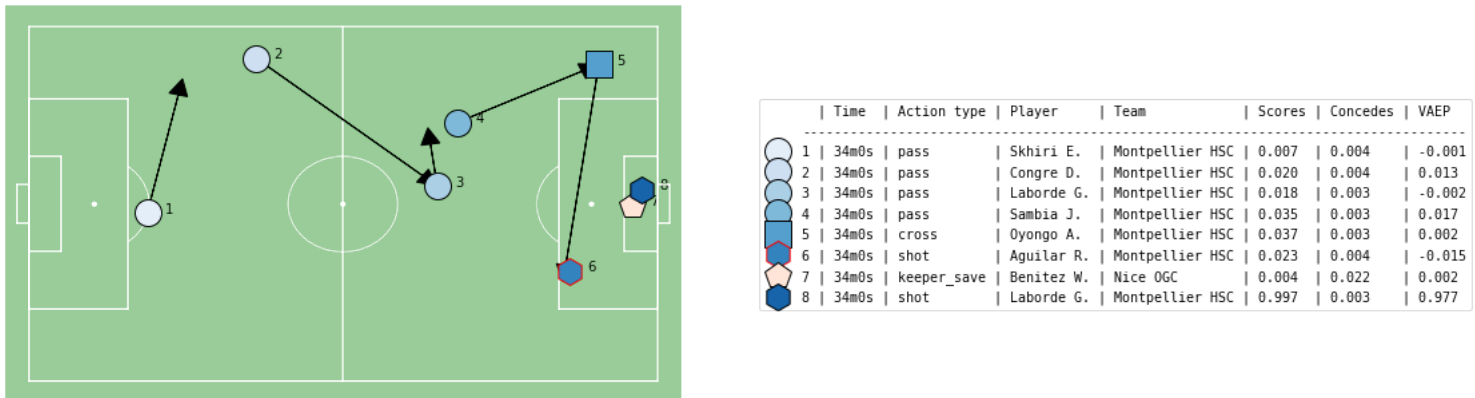 2
5
4
3
1
8
7
6
| Time | Action type | Player | Team | Scores | Concedes | VAEP
--------------------------------------------------------------------------------
1 | 34m0s | pass | Skhiri E. | Montpellier HSC | 0.007 | 0.004 | -0.001
2 | 34m0s | pass | Congre D. | Montpellier HSC | 0.020 | 0.004 | 0.013
3 | 34m0s | pass | Laborde G. | Montpellier HSC | 0.018 | 0.003 | -0.002
4 | 34m0s | pass | Sambia J. | Montpellier HSC | 0.035 | 0.003 | 0.017
5 | 34m0s | cross | Oyongo A. | Montpellier HSC | 0.037 | 0.003 | 0.002
6 | 34m0s | shot | Aguilar R. | Montpellier HSC | 0.023 | 0.004 | -0.015
7 | 34m0s | keeper_save | Benitez W. | Nice OGC | 0.004 | 0.022 | 0.002
8 | 34m0s | shot | Laborde G. | Montpellier HSC | 0.997 | 0.003 | 0.977